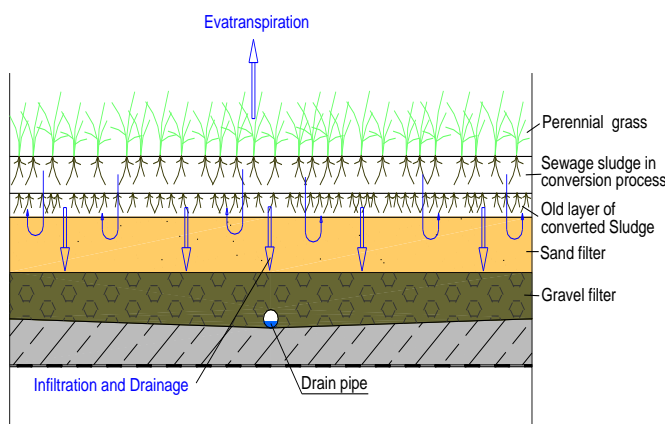 Evatranspiration
Perennial grass
Sewage sludge in
conversion process
Old layer of
converted Sludge
Sand filter
Gravel filter
Infiltration and Drainage
Drain pipe